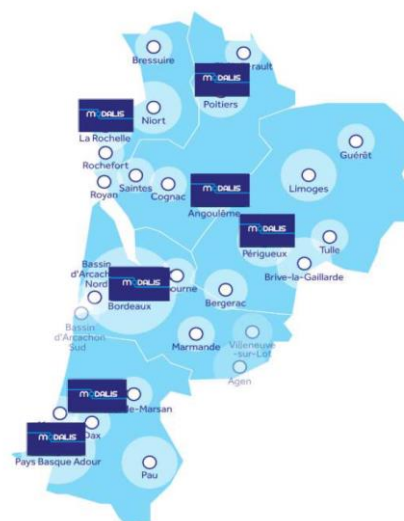 Bressuire
erault
MODALIS
Poitiers
MODALIS
Niort
La Rochelle
Rochefort
Royan
Saintes
Cognac
MODALIS
Angoulême
Guéret
Limoges
MODALIS
Périgueux
Tulle
Brive-la-Gaillarde
Bassin
d'Arcach
Nord
MODALIS
Bordeaux
ourne
Bergerac
Bassin
d'Arcachon
Sud
Marmande
Villeneuve
-sur-Lot
Agen
MODALIS
de-Marsan
Dax
MODALIS
Pays Basque Adour
Pau